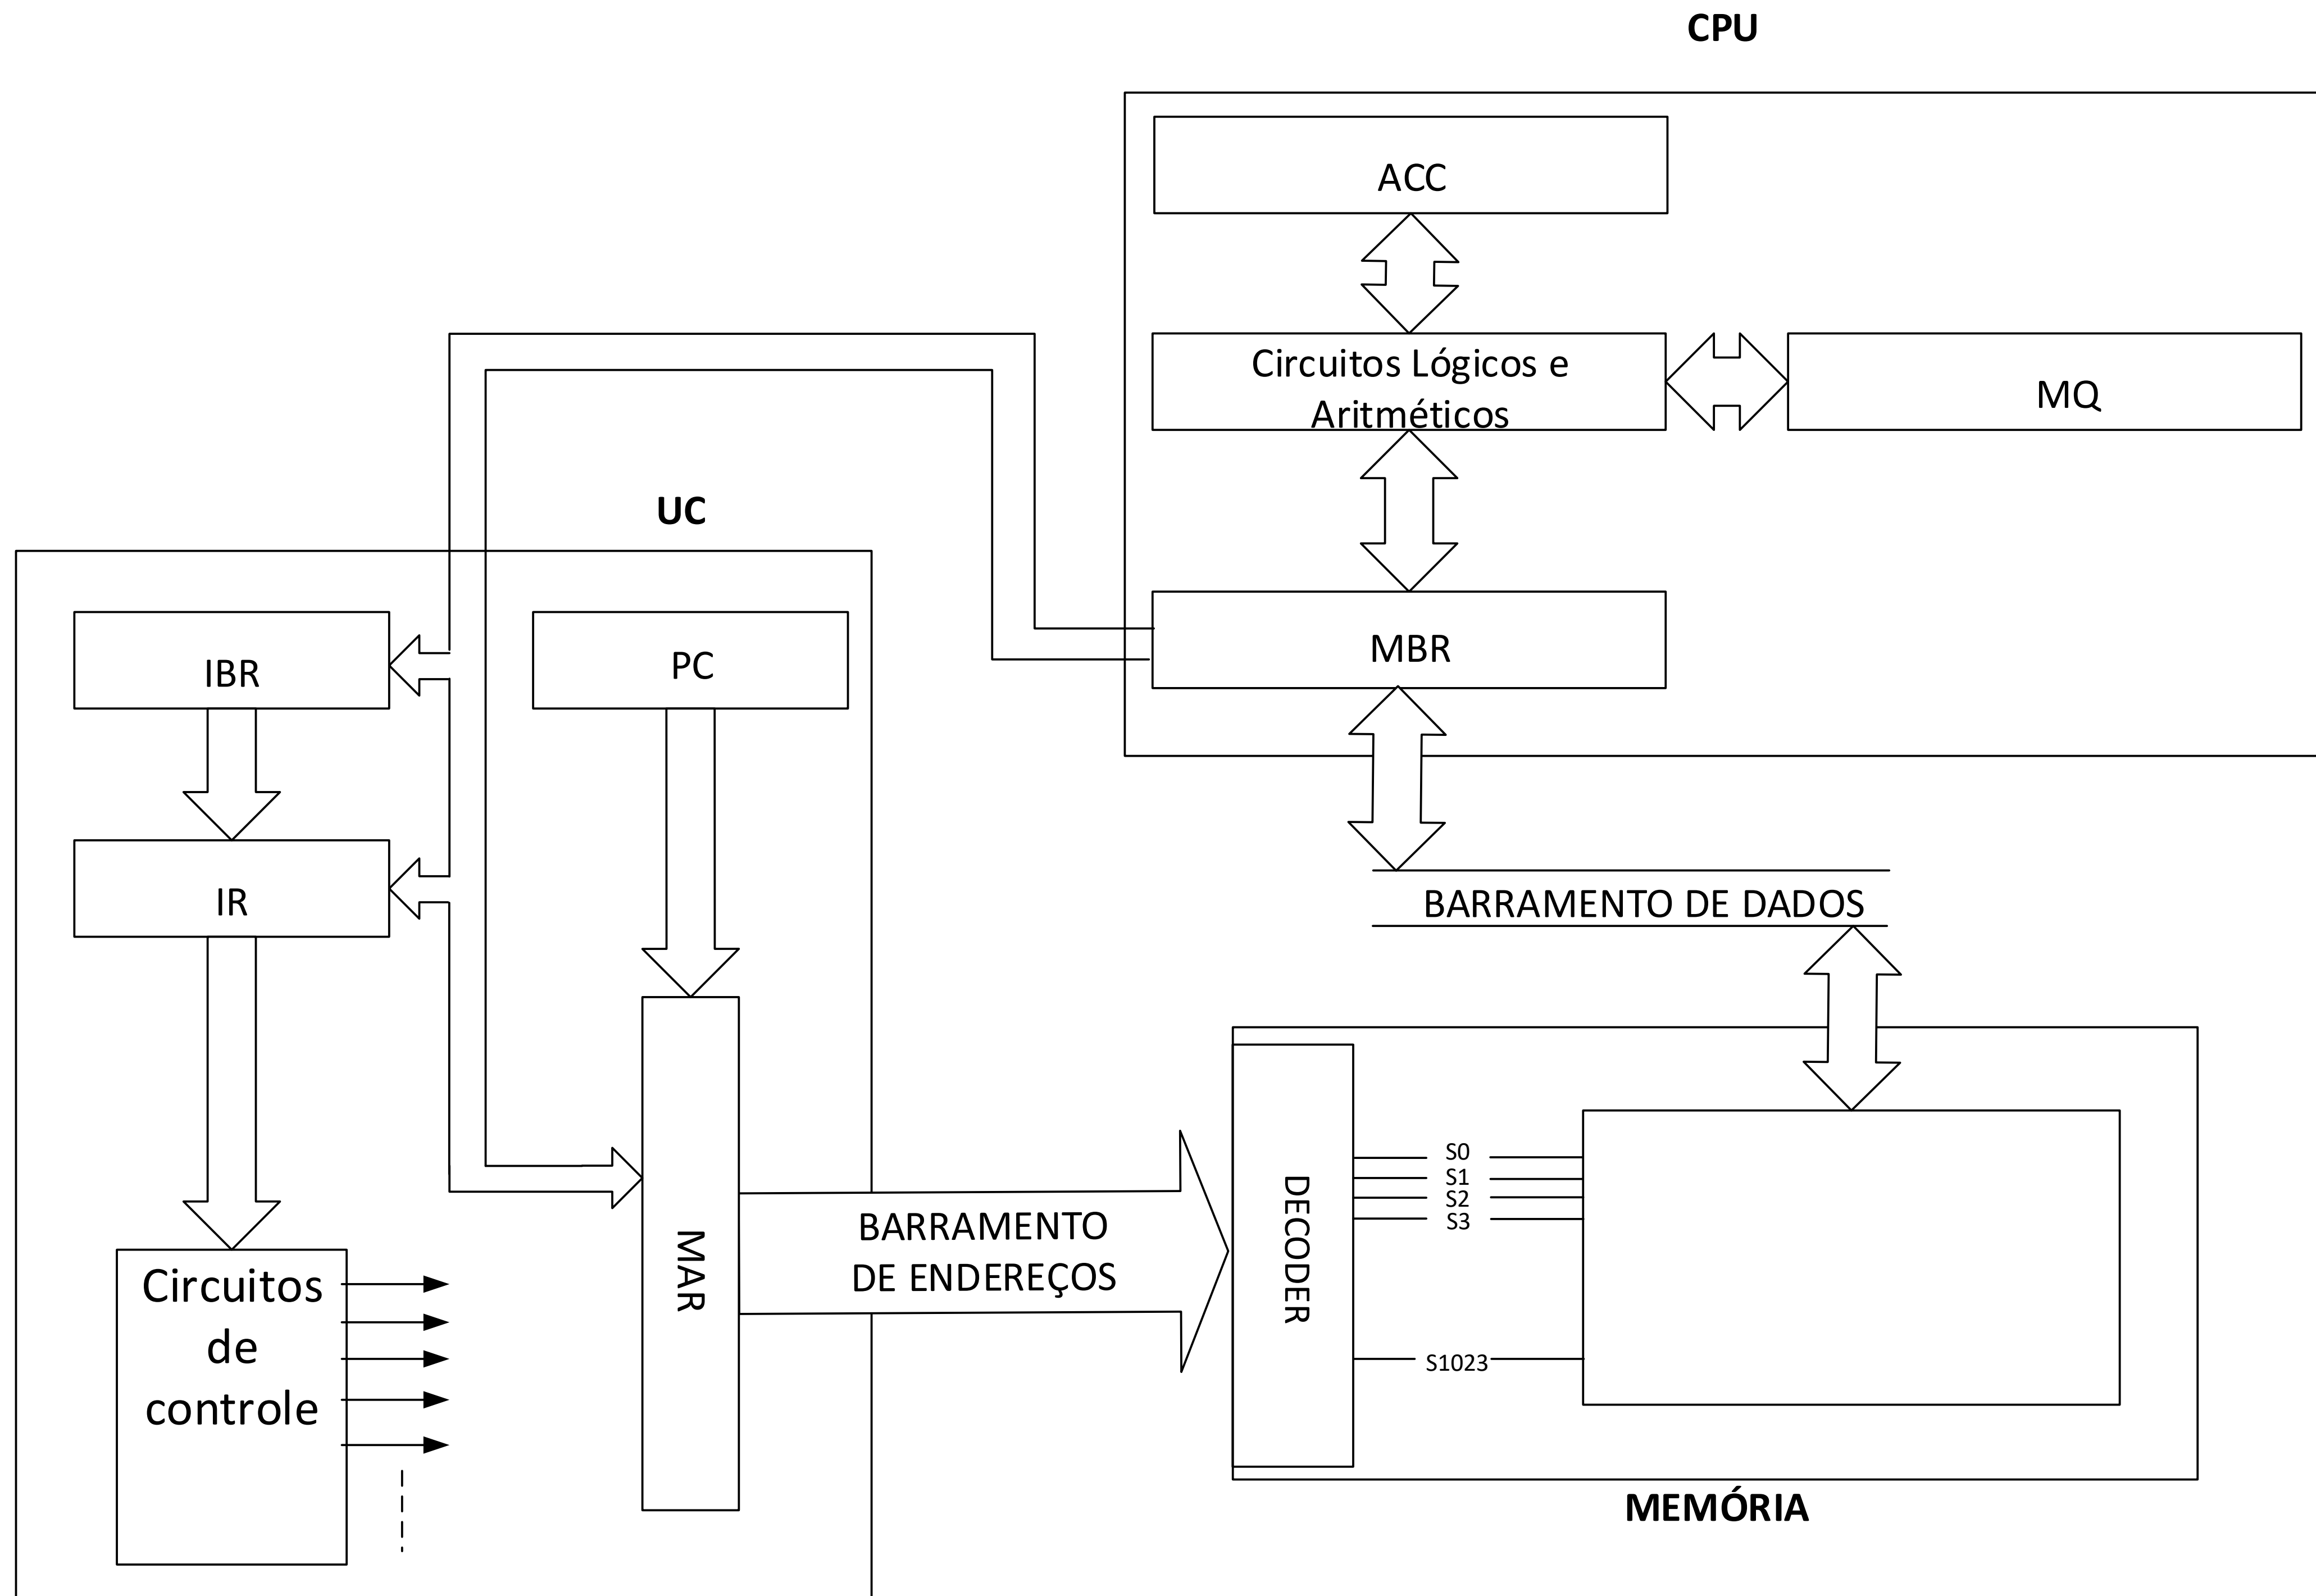 CPU
ACC
Circuitos Lógicos e
Aritméticos
MQ
MBR
UC
IBR
PC
IR
BARRAMENTO DE DADOS
MAR
BARRAMENTO
DE ENDEREÇOS
DECODER
S0
S1
S2
S3
S1023
Circuitos
de
controle
MEMÓRIA